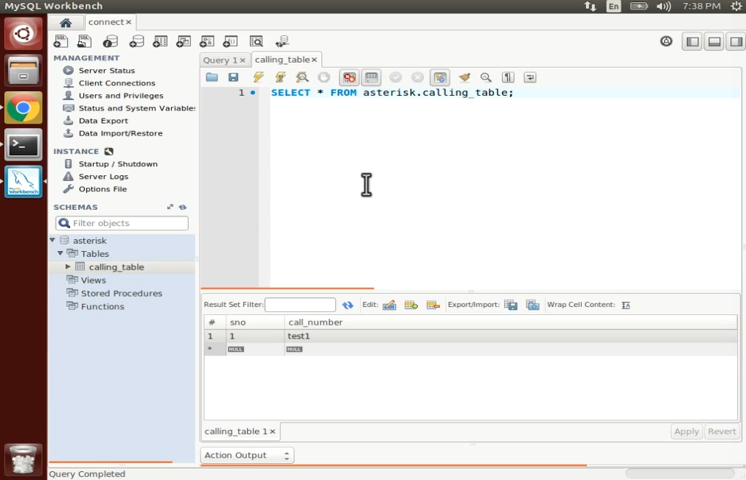 MySQL Workbench
En
7:38 PM
connect ×
MANAGEMENT
Server Status
Client Connections
Users and Privileges
Status and System Variables
Data Export
Data Import/Restore
INSTANCE
Startup / Shutdown
Server Logs
Options File
SCHEMAS
Filter objects
asterisk
Tables
calling_table
Views
Stored Procedures
Functions
Query 1 ×
calling_table ×
1 SELECT * FROM asterisk.calling_table;
Result Set Filter:
Edit:
Export/Import:
Wrap Cell Content:
# sno call_number
1 1 test1
* NULL NULL
calling_table 1 ×
Apply
Revert
Action Output
Query Completed